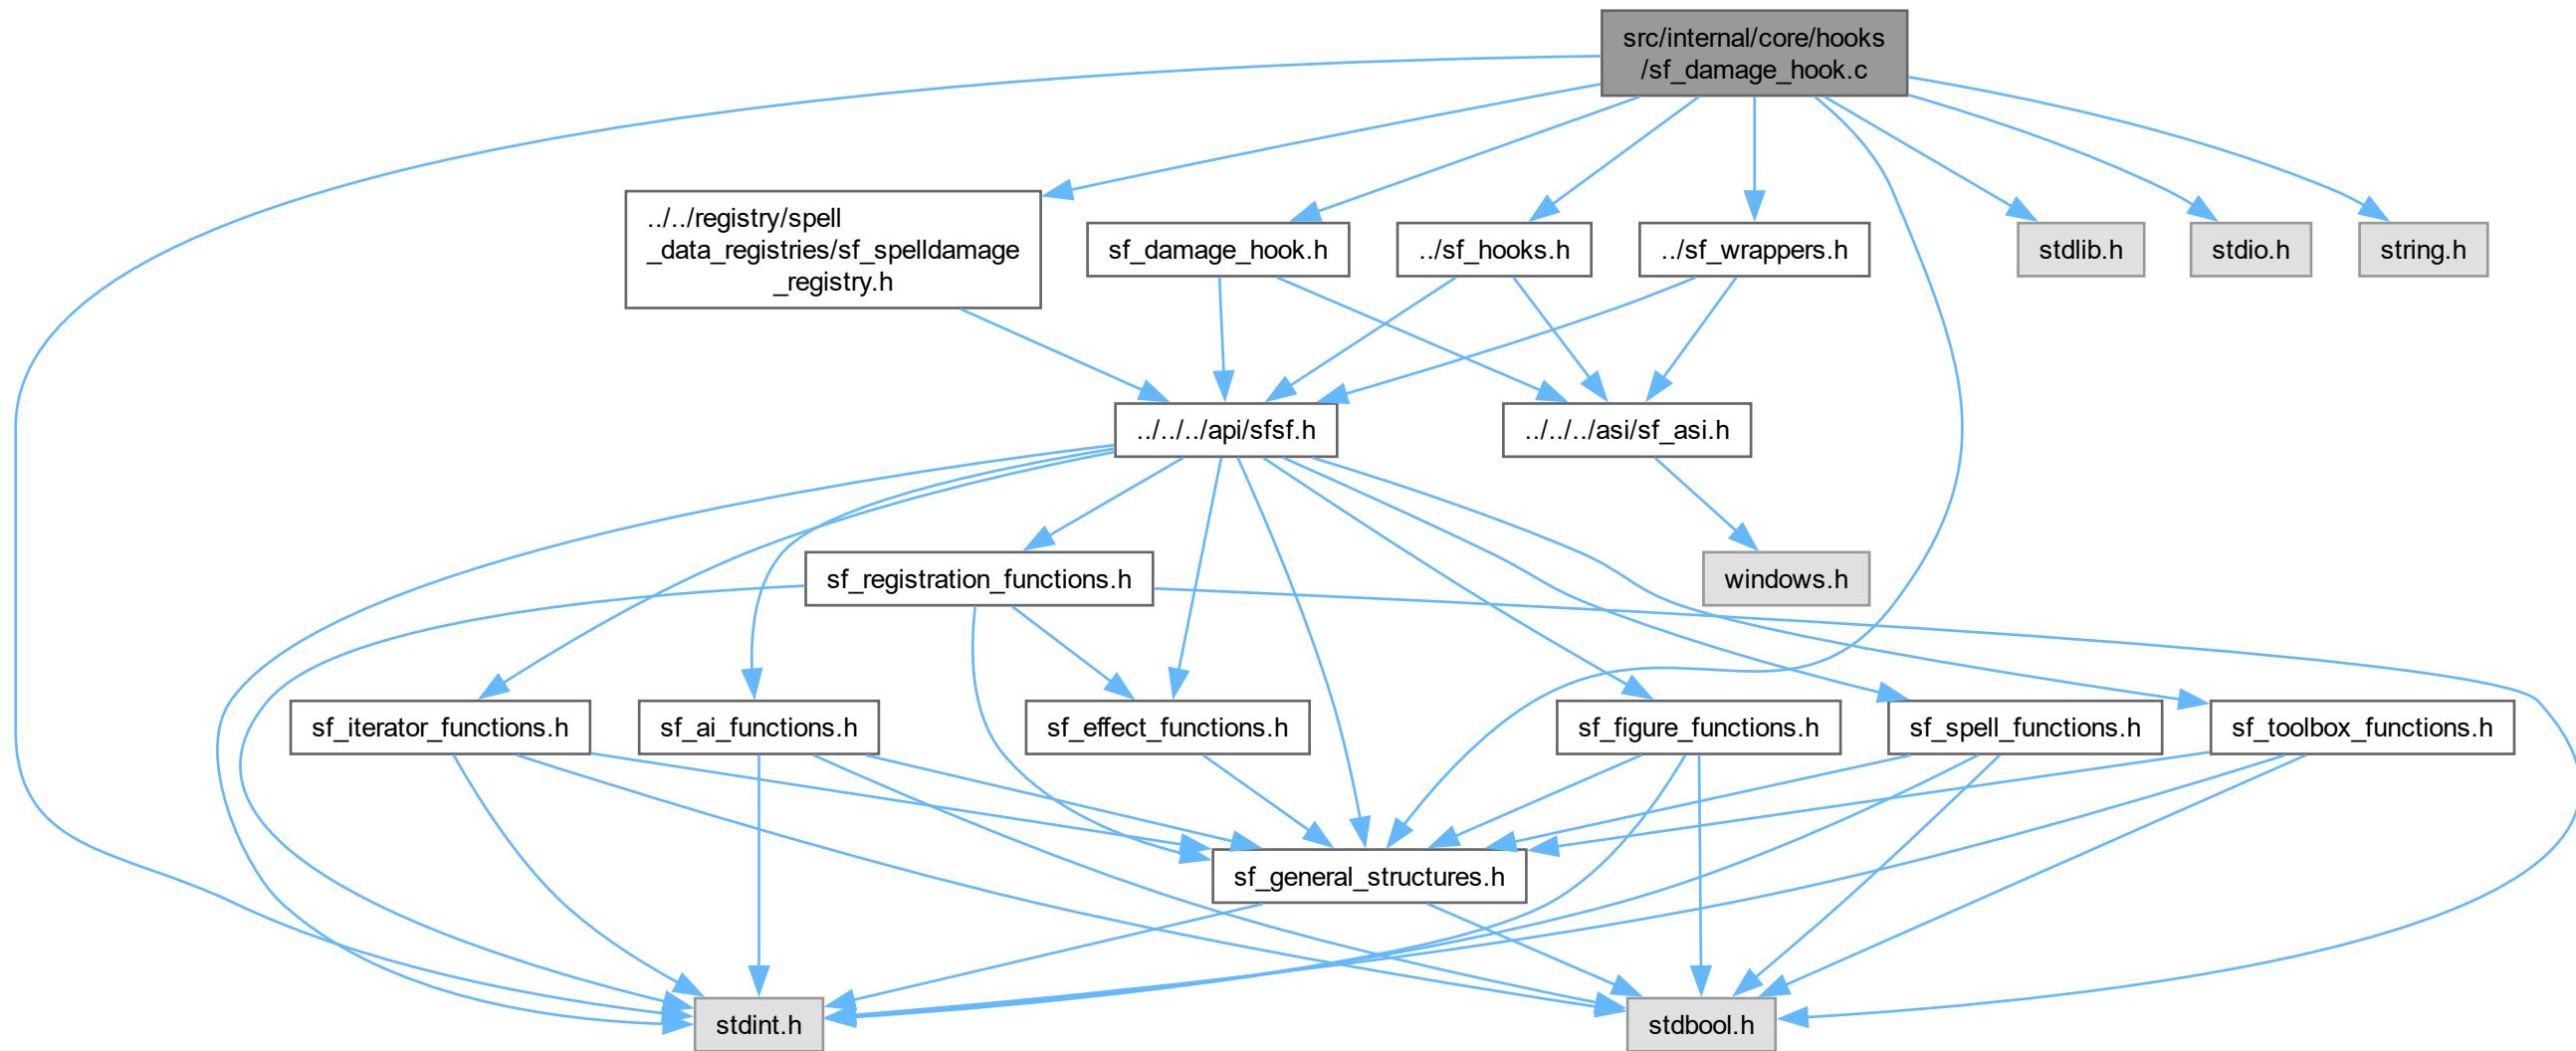 src/internal/core/hooks
/sf_damage_hook.c
../../registry/spell
_data_registries/sf_spelldamage
_registry.h
sf_damage_hook.h
../sf_hooks.h
../sf_wrappers.h
stdlib.h
stdio.h
string.h
../../../api/sfsf.h
../../../asi/sf_asi.h
sf_registration_functions.h
windows.h
sf_iterator_functions.h
sf_ai_functions.h
sf_effect_functions.h
sf_figure_functions.h
sf_spell_functions.h
sf_toolbox_functions.h
sf_general_structures.h
stdint.h
stdbool.h